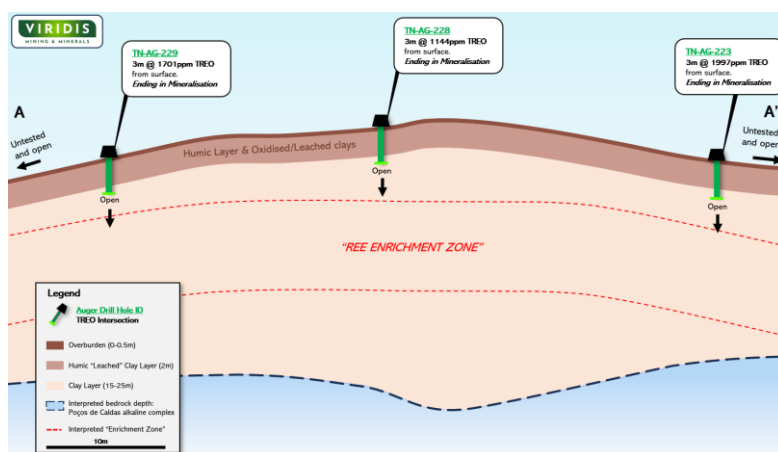 VIRIDIS
MINING & MINERALS
TN-AG-229
3m @ 1701ppm TREO
from surface.
Ending in Mineralisation
TN-AG-228
3m @ 1144ppm TREO
from surface.
Ending in Mineralisation
TN-AG-223
3m @ 1997ppm TREO
from surface.
Ending in Mineralisation
A
Untested
and open
A'
Untested
and open
Humic Layer & Oxidised/Leached clays
Open
Open
Open
"REE ENRICHMENT ZONE"
Legend
Auger Drill Hole ID
TREO Intersection
Overburden (0-0.5m)
Humic "Leached" Clay Layer (2m)
Clay Layer (15-25m)
Interpreted bedrock depth:
Poços de Caldas alkaline complex
Interpreted "Enrichment Zone"
10m